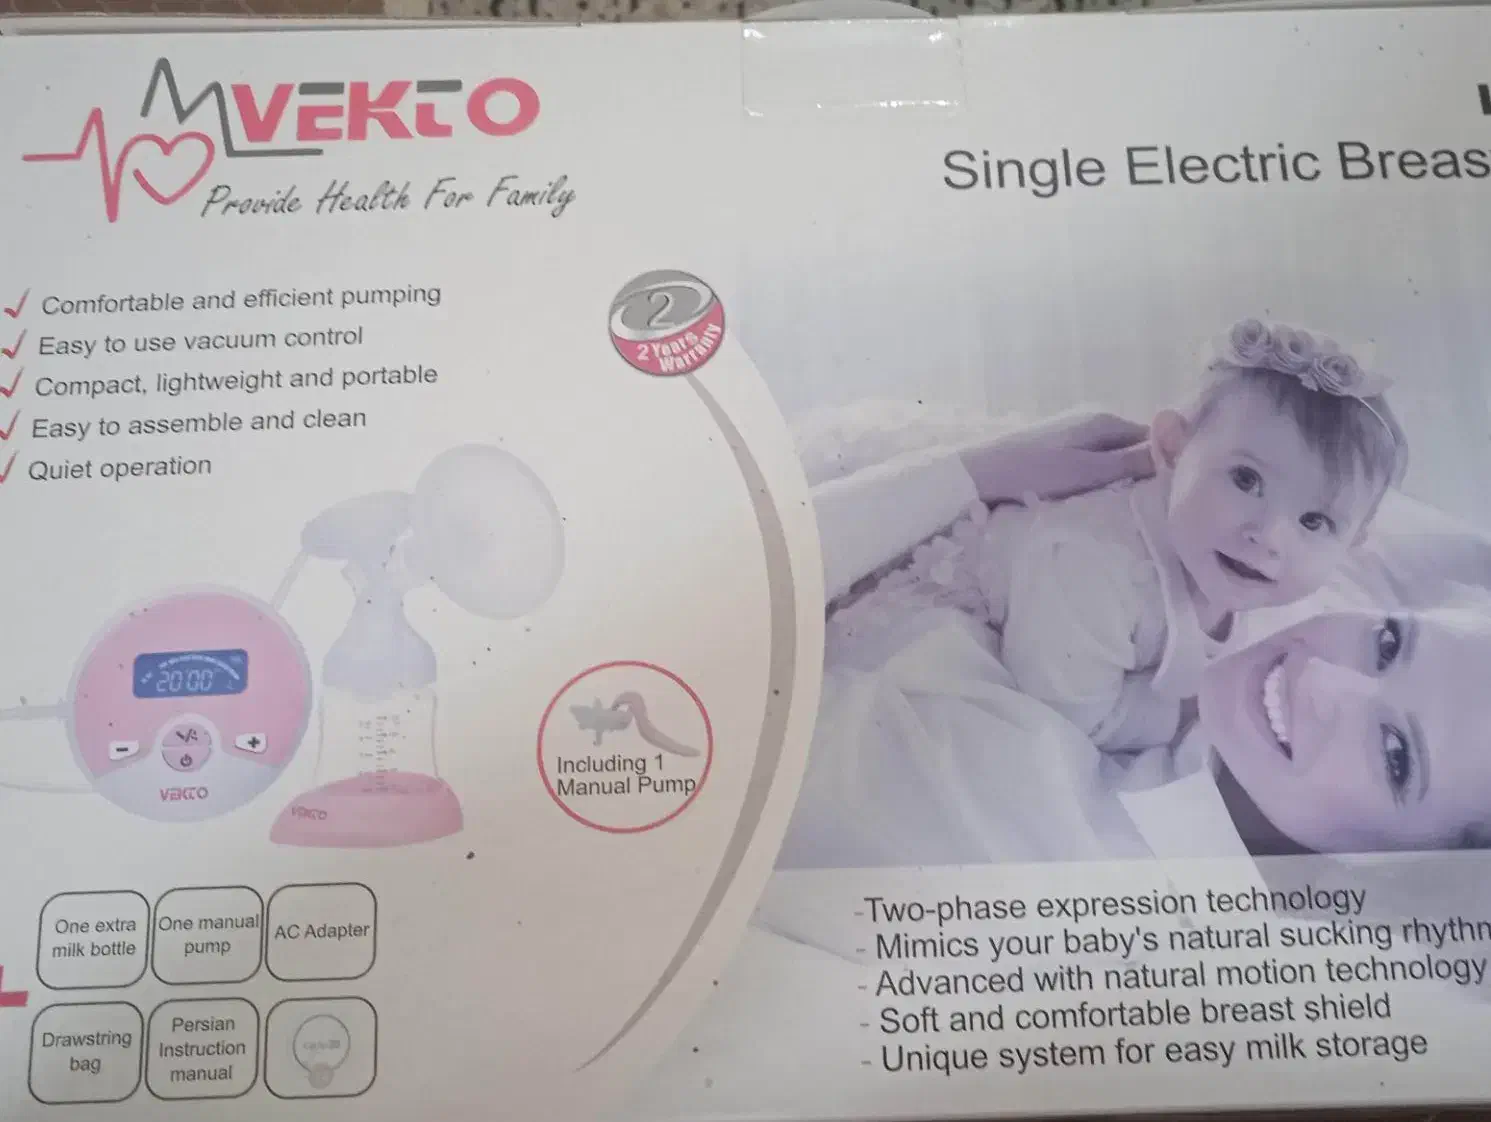 VEKTO
Provide Health For Family
Single Electric Breas
Comfortable and efficient pumping
Easy to use vacuum control
Compact, lightweight and portable
Easy to assemble and clean
Quiet operation
2
2 Years
Warranty
20:00
VEKTO
VEKTO
Including 1
Manual Pump
One extra
milk bottle
One manual
pump
AC Adapter
Drawstring
bag
Persian
Instruction
manual
-Two-phase expression technology
- Mimics your baby's natural sucking rhythm
- Advanced with natural motion technology
- Soft and comfortable breast shield
- Unique system for easy milk storage